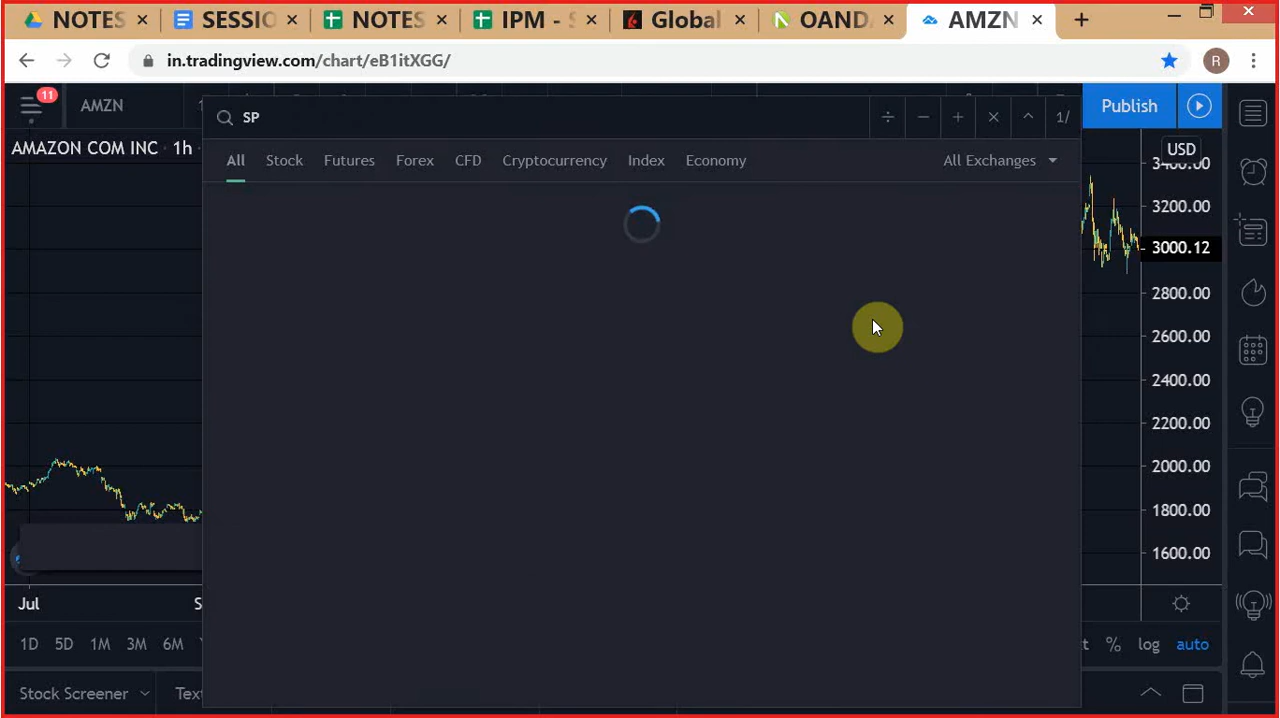 NOTES
SESSIO
NOTES
IPM - S
Global
OANDA
AMZN
in.tradingview.com/chart/eB1itXGG/
R
11
AMZN
SP
1/
Publish
All
Stock
Futures
Forex
CFD
Cryptocurrency
Index
Economy
All Exchanges
AMAZON COM INC · 1h
USD
3400.00
3200.00
3000.12
2800.00
2600.00
2400.00
2200.00
2000.00
1800.00
1600.00
Jul
S
1D 5D 1M 3M 6M
% log auto
Stock Screener
Tex